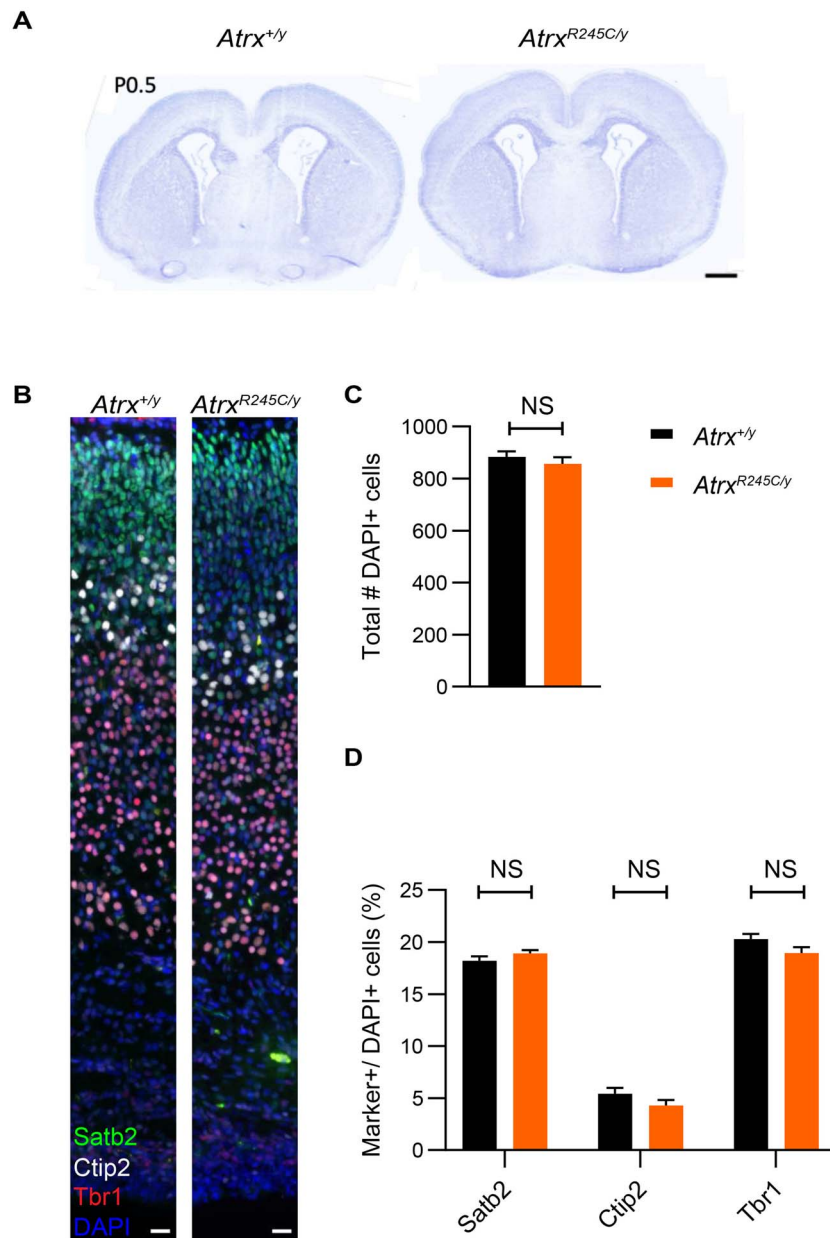 A
Atrx+/y
AtrxR245C/y
P0.5
B
Atrx+/y
AtrxR245C/y
Satb2
Ctip2
Tbr1
DAPI
C
NS
1000
800
600
400
200
0
Total # DAPI+ cells
Atrx+/y
AtrxR245C/y
D
NS
NS
NS
25
20
15
10
5
0
Marker+/ DAPI+ cells (%)
Satb2
Ctip2
Tbr1